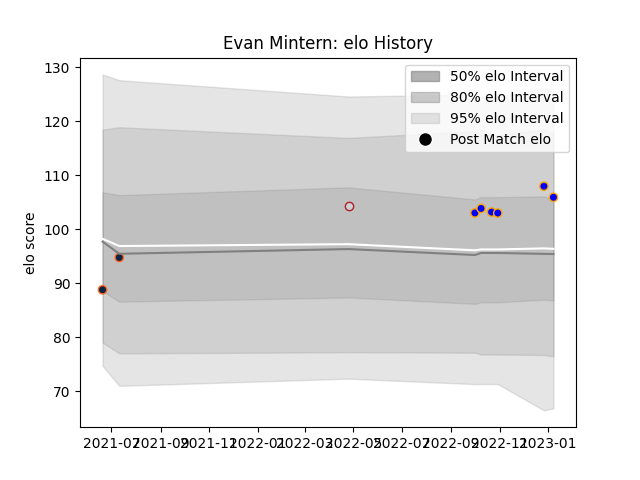 Evan Mintern: elo History
50% elo Interval
80% elo Interval
95% elo Interval
Post Match elo
elo score
130
120
110
100
90
80
70
2021-07 2021-09 2021-11 2022-01 2022-03 2022-05 2022-07 2022-09 2022-11 2023-01